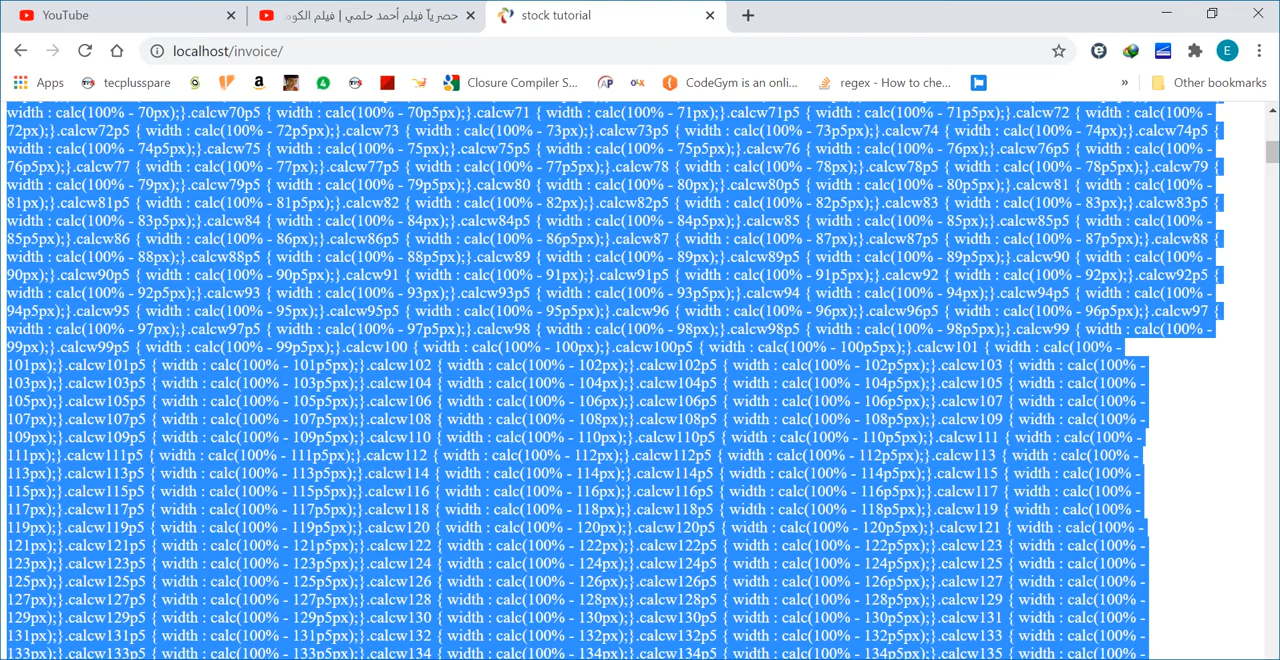 YouTube
حصرياً فيلم أحمد حلمي | فيلم الكو
stock tutorial
localhost/invoice/
E
Apps
tecplusspare
Closure Compiler S...
CodeGym is an onli...
regex - How to che...
»
Other bookmarks
width : calc(100% - 70px);}.calcw70p5 { width : calc(100% - 70p5px);}.calcw71 { width : calc(100% - 71px);}.calcw71p5 { width : calc(100% - 71p5px);}.calcw72 { width : calc(100% -
72px);}.calcw72p5 { width : calc(100% - 72p5px);}.calcw73 { width : calc(100% - 73px);}.calcw73p5 { width : calc(100% - 73p5px);}.calcw74 { width : calc(100% - 74px);}.calcw74p5 {
width : calc(100% - 74p5px);}.calcw75 { width : calc(100% - 75px);}.calcw75p5 { width : calc(100% - 75p5px);}.calcw76 { width : calc(100% - 76px);}.calcw76p5 { width : calc(100% -
76p5px);}.calcw77 { width : calc(100% - 77px);}.calcw77p5 { width : calc(100% - 77p5px);}.calcw78 { width : calc(100% - 78px);}.calcw78p5 { width : calc(100% - 78p5px);}.calcw79 {
width : calc(100% - 79px);}.calcw79p5 { width : calc(100% - 79p5px);}.calcw80 { width : calc(100% - 80px);}.calcw80p5 { width : calc(100% - 80p5px);}.calcw81 { width : calc(100% -
81px);}.calcw81p5 { width : calc(100% - 81p5px);}.calcw82 { width : calc(100% - 82px);}.calcw82p5 { width : calc(100% - 82p5px);}.calcw83 { width : calc(100% - 83px);}.calcw83p5 {
width : calc(100% - 83p5px);}.calcw84 { width : calc(100% - 84px);}.calcw84p5 { width : calc(100% - 84p5px);}.calcw85 { width : calc(100% - 85px);}.calcw85p5 { width : calc(100% -
85p5px);}.calcw86 { width : calc(100% - 86px);}.calcw86p5 { width : calc(100% - 86p5px);}.calcw87 { width : calc(100% - 87px);}.calcw87p5 { width : calc(100% - 87p5px);}.calcw88 {
width : calc(100% - 88px);}.calcw88p5 { width : calc(100% - 88p5px);}.calcw89 { width : calc(100% - 89px);}.calcw89p5 { width : calc(100% - 89p5px);}.calcw90 { width : calc(100% -
90px);}.calcw90p5 { width : calc(100% - 90p5px);}.calcw91 { width : calc(100% - 91px);}.calcw91p5 { width : calc(100% - 91p5px);}.calcw92 { width : calc(100% - 92px);}.calcw92p5 {
width : calc(100% - 92p5px);}.calcw93 { width : calc(100% - 93px);}.calcw93p5 { width : calc(100% - 93p5px);}.calcw94 { width : calc(100% - 94px);}.calcw94p5 { width : calc(100% -
94p5px);}.calcw95 { width : calc(100% - 95px);}.calcw95p5 { width : calc(100% - 95p5px);}.calcw96 { width : calc(100% - 96px);}.calcw96p5 { width : calc(100% - 96p5px);}.calcw97 {
width : calc(100% - 97px);}.calcw97p5 { width : calc(100% - 97p5px);}.calcw98 { width : calc(100% - 98px);}.calcw98p5 { width : calc(100% - 98p5px);}.calcw99 { width : calc(100% -
99px);}.calcw99p5 { width : calc(100% - 99p5px);}.calcw100 { width : calc(100% - 100px);}.calcw100p5 { width : calc(100% - 100p5px);}.calcw101 { width : calc(100% -
101px);}.calcw101p5 { width : calc(100% - 101p5px);}.calcw102 { width : calc(100% - 102px);}.calcw102p5 { width : calc(100% - 102p5px);}.calcw103 { width : calc(100% -
103px);}.calcw103p5 { width : calc(100% - 103p5px);}.calcw104 { width : calc(100% - 104px);}.calcw104p5 { width : calc(100% - 104p5px);}.calcw105 { width : calc(100% -
105px);}.calcw105p5 { width : calc(100% - 105p5px);}.calcw106 { width : calc(100% - 106px);}.calcw106p5 { width : calc(100% - 106p5px);}.calcw107 { width : calc(100% -
107px);}.calcw107p5 { width : calc(100% - 107p5px);}.calcw108 { width : calc(100% - 108px);}.calcw108p5 { width : calc(100% - 108p5px);}.calcw109 { width : calc(100% -
109px);}.calcw109p5 { width : calc(100% - 109p5px);}.calcw110 { width : calc(100% - 110px);}.calcw110p5 { width : calc(100% - 110p5px);}.calcw111 { width : calc(100% -
111px);}.calcw111p5 { width : calc(100% - 111p5px);}.calcw112 { width : calc(100% - 112px);}.calcw112p5 { width : calc(100% - 112p5px);}.calcw113 { width : calc(100% -
113px);}.calcw113p5 { width : calc(100% - 113p5px);}.calcw114 { width : calc(100% - 114px);}.calcw114p5 { width : calc(100% - 114p5px);}.calcw115 { width : calc(100% -
115px);}.calcw115p5 { width : calc(100% - 115p5px);}.calcw116 { width : calc(100% - 116px);}.calcw116p5 { width : calc(100% - 116p5px);}.calcw117 { width : calc(100% -
117px);}.calcw117p5 { width : calc(100% - 117p5px);}.calcw118 { width : calc(100% - 118px);}.calcw118p5 { width : calc(100% - 118p5px);}.calcw119 { width : calc(100% -
119px);}.calcw119p5 { width : calc(100% - 119p5px);}.calcw120 { width : calc(100% - 120px);}.calcw120p5 { width : calc(100% - 120p5px);}.calcw121 { width : calc(100% -
121px);}.calcw121p5 { width : calc(100% - 121p5px);}.calcw122 { width : calc(100% - 122px);}.calcw122p5 { width : calc(100% - 122p5px);}.calcw123 { width : calc(100% -
123px);}.calcw123p5 { width : calc(100% - 123p5px);}.calcw124 { width : calc(100% - 124px);}.calcw124p5 { width : calc(100% - 124p5px);}.calcw125 { width : calc(100% -
125px);}.calcw125p5 { width : calc(100% - 125p5px);}.calcw126 { width : calc(100% - 126px);}.calcw126p5 { width : calc(100% - 126p5px);}.calcw127 { width : calc(100% -
127px);}.calcw127p5 { width : calc(100% - 127p5px);}.calcw128 { width : calc(100% - 128px);}.calcw128p5 { width : calc(100% - 128p5px);}.calcw129 { width : calc(100% -
129px);}.calcw129p5 { width : calc(100% - 129p5px);}.calcw130 { width : calc(100% - 130px);}.calcw130p5 { width : calc(100% - 130p5px);}.calcw131 { width : calc(100% -
131px);}.calcw131p5 { width : calc(100% - 131p5px);}.calcw132 { width : calc(100% - 132px);}.calcw132p5 { width : calc(100% - 132p5px);}.calcw133 { width : calc(100% -
133px);}.calcw133p5 { width : calc(100% - 133p5px);}.calcw134 { width : calc(100% - 134px);}.calcw134p5 { width : calc(100% - 134p5px);}.calcw135 { width : calc(100% -